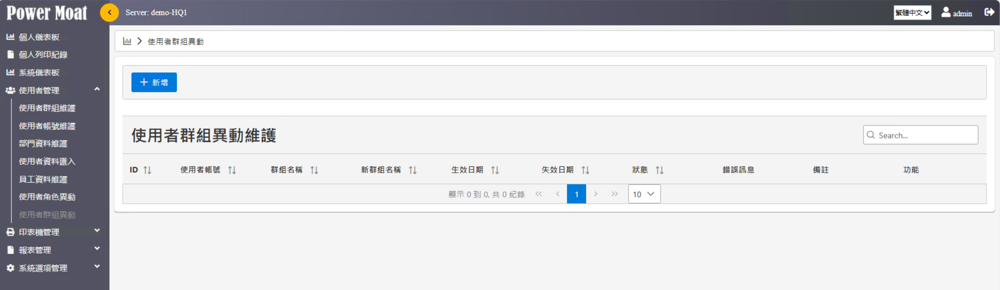 Power Moat
Server: demo-HQ1
繁體中文
admin
個人儀表板
個人列印紀錄
系統儀表板
使用者管理
使用者群組維護
使用者帳號維護
部門資料維護
使用者資料匯入
員工資料維護
使用者角色異動
使用者群組異動
印表機管理
報表管理
系統選項管理
使用者群組異動
新增
使用者群組異動維護
Search...
ID 使用者帳號 群組名稱 新群組名稱 生效日期 失效日期 狀態 錯誤訊息 備註 功能
顯示 0 到 0, 共 0 紀錄 « ‹ 1 › » 10